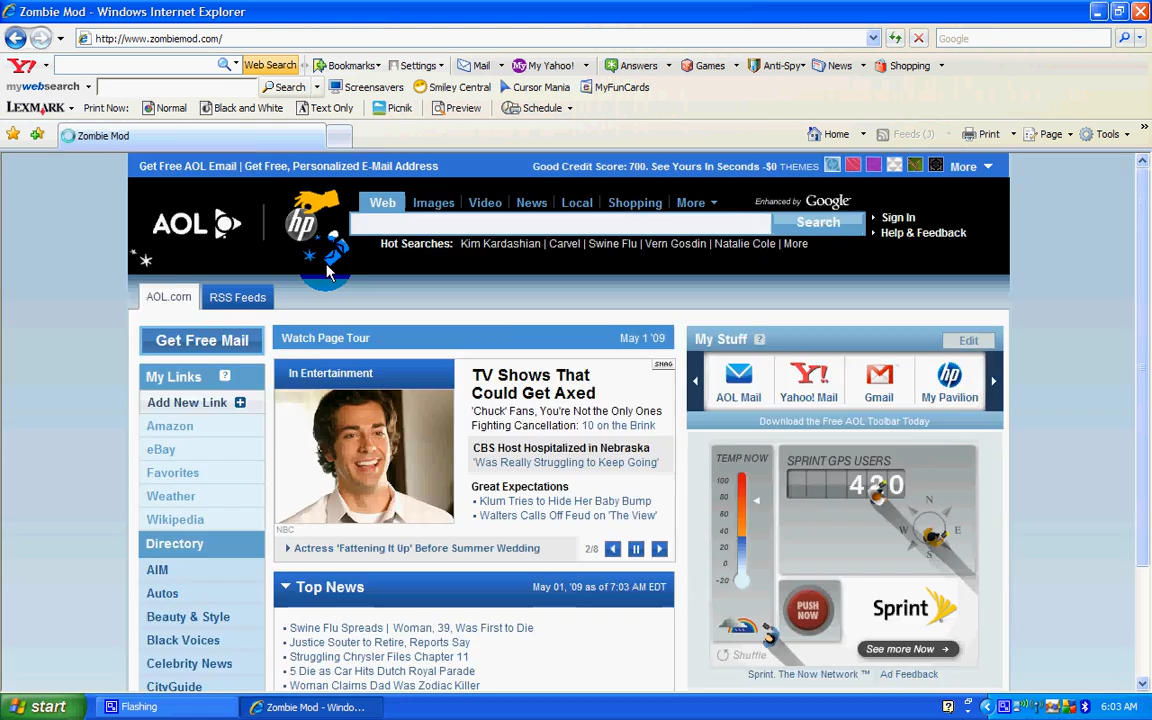 Zombie Mod - Windows Internet Explorer
http://www.zombiemod.com/
Google
Y! Web Search Bookmarks Settings Mail My Yahoo! Answers Games Anti-Spy News Shopping
mywebsearch Search Screensavers Smiley Central Cursor Mania MyFunCards
LEXMARK Print Now: Normal Black and White Text Only Picnik Preview Schedule
Zombie Mod
Home Feeds (J) Print Page Tools
Get Free AOL Email | Get Free, Personalized E-Mail Address
Good Credit Score: 700. See Yours In Seconds -$0 THEMES More
AOL
hp
Web Images Video News Local Shopping More
Enhanced by Google
Search
Hot Searches: Kim Kardashian | Carvel | Swine Flu | Vern Gosdin | Natalie Cole | More
Sign In
Help & Feedback
AOL.com RSS Feeds
Get Free Mail
My Links ?
Add New Link
Amazon
eBay
Favorites
Weather
Wikipedia
Directory
AIM
Autos
Beauty & Style
Black Voices
Celebrity News
CityGuide
Watch Page Tour May 1 '09
In Entertainment
SHAG
TV Shows That
Could Get Axed
'Chuck' Fans, You're Not the Only Ones
Fighting Cancellation: 10 on the Brink
CBS Host Hospitalized in Nebraska
'Was Really Struggling to Keep Going'
Great Expectations
Klum Tries to Hide Her Baby Bump
Walters Calls Off Feud on 'The View'
NBC
Actress 'Fattening It Up' Before Summer Wedding 2/8
Top News May 01, '09 as of 7:03 AM EDT
Swine Flu Spreads | Woman, 39, Was First to Die
Justice Souter to Retire, Reports Say
Struggling Chrysler Files Chapter 11
5 Die as Car Hits Dutch Royal Parade
Woman Claims Dad Was Zodiac Killer
My Stuff ? Edit
Y! hp
AOL Mail Yahoo! Mail Gmail My Pavilion
Download the Free AOL Toolbar Today
TEMP NOW
100
80
60
40
20
0
-20
Shuffle
SPRINT GPS USERS
420
N
W E
S
PUSH
NOW
Sprint
See more Now
Sprint. The Now Network™ Ad Feedback
start Flashing Zombie Mod - Windo... 6:03 AM